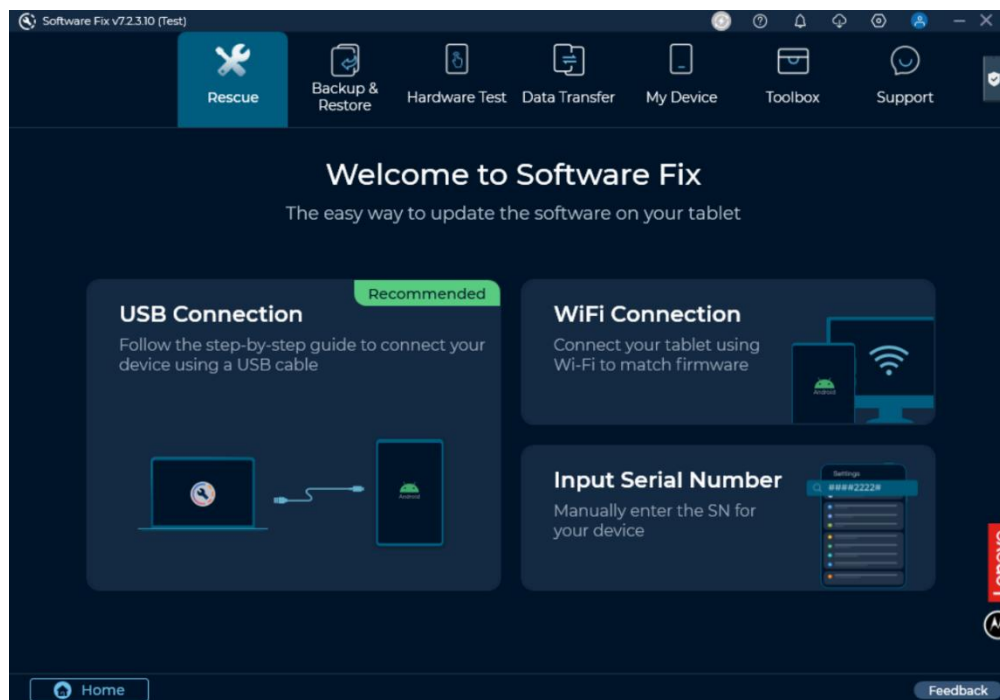 Software Fix v7.2.3.10 (Test)
Rescue
Backup &
Restore
Hardware Test
Data Transfer
My Device
Toolbox
Support
Welcome to Software Fix
The easy way to update the software on your tablet
Recommended
USB Connection
Follow the step-by-step guide to connect your
device using a USB cable
Android
WiFi Connection
Connect your tablet using
Wi-Fi to match firmware
Android
Input Serial Number
Manually enter the SN for
your device
Settings
####2222#
Lenovo
Home
Feedback